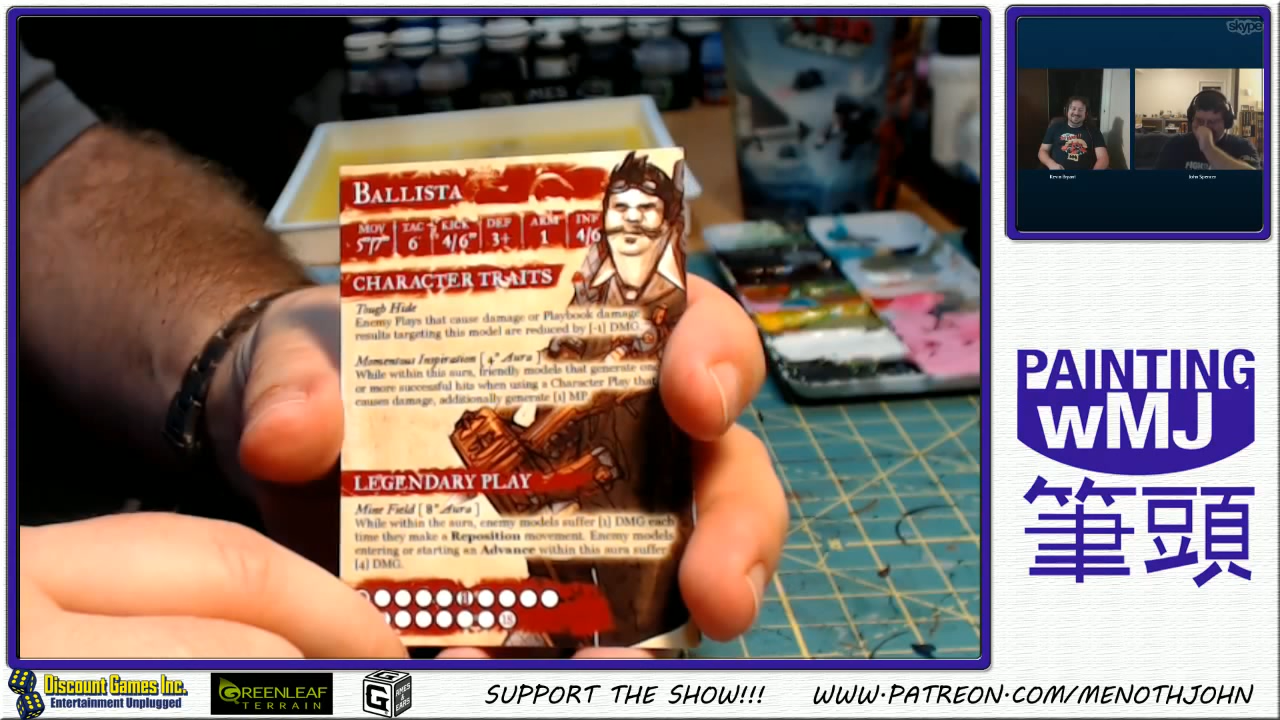 Ballista
MOV TAC KICK DEF ARM INF
5"/7" 6 4/6" 3+ 1 4/6
CHARACTER TRAITS
Tough Hide
Enemy Plays that cause damage or Playbook damage
results targeting this model are reduced by [-1] DMG.
Momentous Inspiration [ 4" Aura ]
While within this aura, friendly models that generate one
or more successful hits when using a Character Play that
causes damage, additionally generate [1] MP.
LEGENDARY PLAY
Mine Field [ 8" Aura ]
While within the aura, enemy models suffer [1] DMG each
time they make a Reposition movement. Enemy models
entering or starting an Advance within this aura suffer
[4] DMG.
skype
John Spencer
PAINTING
wMJ
筆頭
Discount Games Inc.
Entertainment Unplugged
GREENLEAF
TERRAIN
SUPPORT THE SHOW!!!
WWW.PATREON.COM/MENOTHJOHN